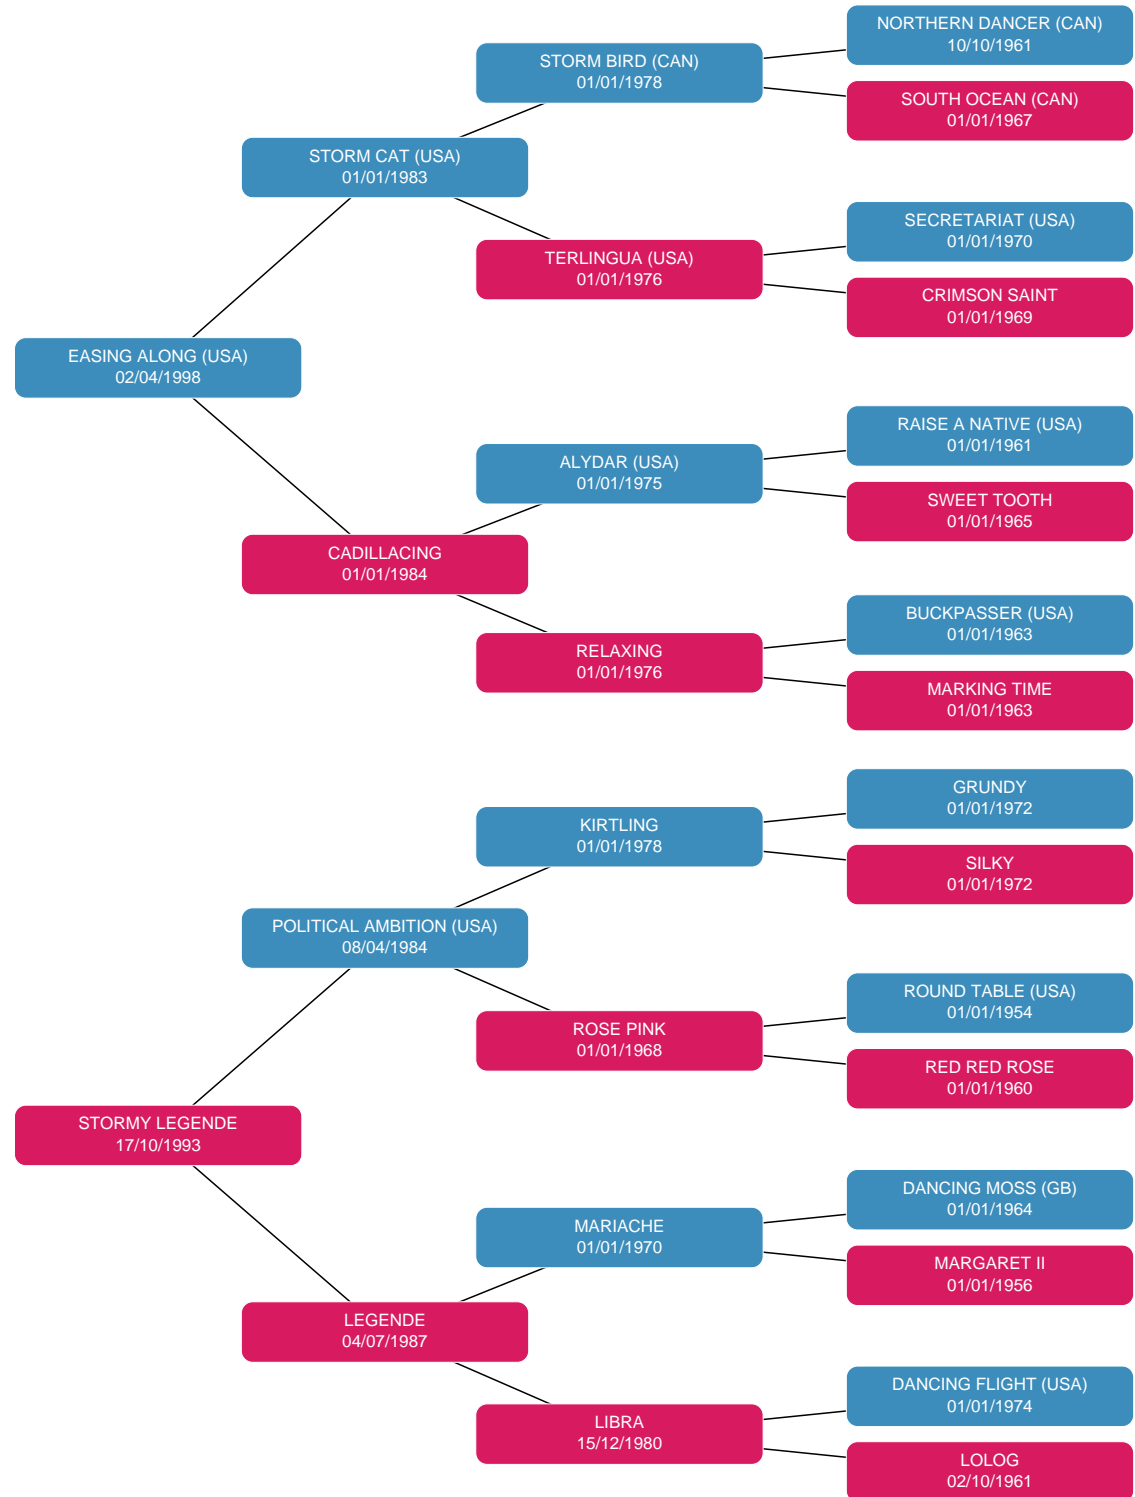 NORTHERN DANCER (CAN)
10/10/1961
STORM BIRD (CAN)
01/01/1978
SOUTH OCEAN (CAN)
01/01/1967
STORM CAT (USA)
01/01/1983
SECRETARIAT (USA)
01/01/1970
TERLINGUA (USA)
01/01/1976
CRIMSON SAINT
01/01/1969
EASING ALONG (USA)
02/04/1998
RAISE A NATIVE (USA)
01/01/1961
ALYDAR (USA)
01/01/1975
SWEET TOOTH
01/01/1965
CADILLACING
01/01/1984
BUCKPASSER (USA)
01/01/1963
RELAXING
01/01/1976
MARKING TIME
01/01/1963
GRUNDY
01/01/1972
KIRTLING
01/01/1978
SILKY
01/01/1972
POLITICAL AMBITION (USA)
08/04/1984
ROUND TABLE (USA)
01/01/1954
ROSE PINK
01/01/1968
RED RED ROSE
01/01/1960
STORMY LEGENDE
17/10/1993
DANCING MOSS (GB)
01/01/1964
MARIACHE
01/01/1970
MARGARET II
01/01/1956
LEGENDE
04/07/1987
DANCING FLIGHT (USA)
01/01/1974
LIBRA
15/12/1980
LOLOG
02/10/1961